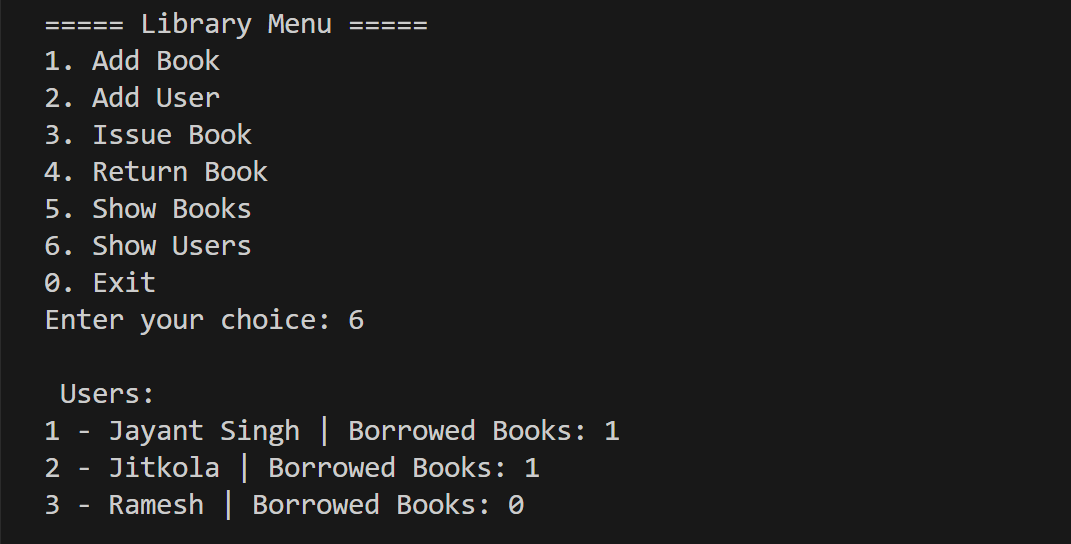 ===== Library Menu =====
1. Add Book
2. Add User
3. Issue Book
4. Return Book
5. Show Books
6. Show Users
0. Exit
Enter your choice: 6
Users:
1 - Jayant Singh | Borrowed Books: 1
2 - Jitkola | Borrowed Books: 1
3 - Ramesh | Borrowed Books: 0